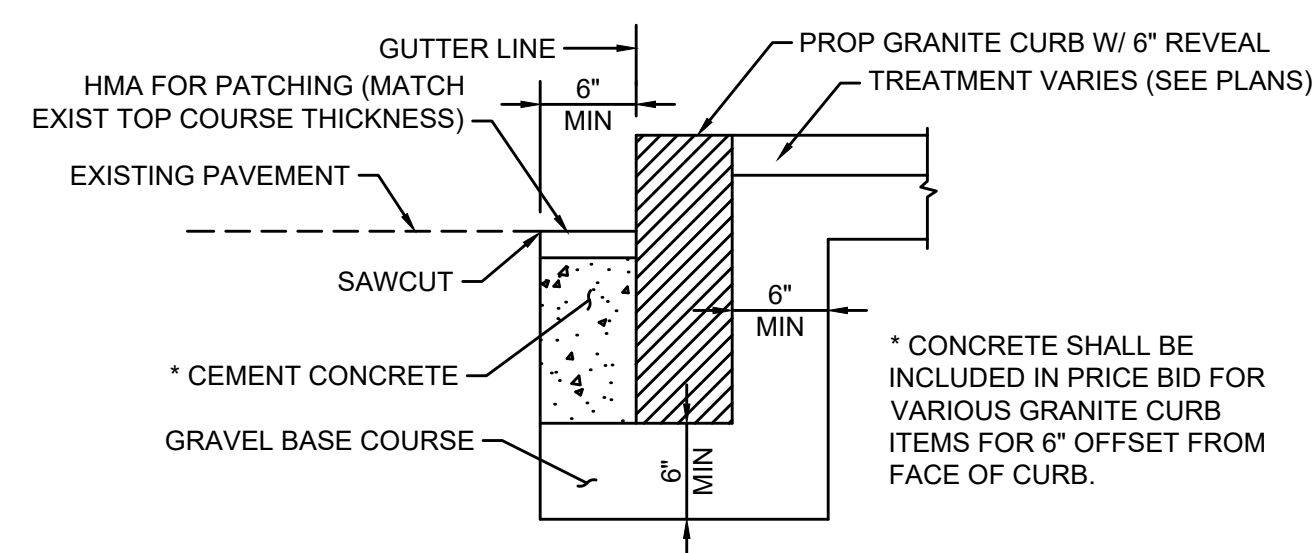 GUTTER LINE
PROP GRANITE CURB W/ 6" REVEAL
HMA FOR PATCHING (MATCH
EXIST TOP COURSE THICKNESS)
6"
MIN
TREATMENT VARIES (SEE PLANS)
EXISTING PAVEMENT
SAWCUT
6"
MIN
* CEMENT CONCRETE
* CONCRETE SHALL BE
INCLUDED IN PRICE BID FOR
VARIOUS GRANITE CURB
ITEMS FOR 6" OFFSET FROM
FACE OF CURB.
GRAVEL BASE COURSE
6"
MIN